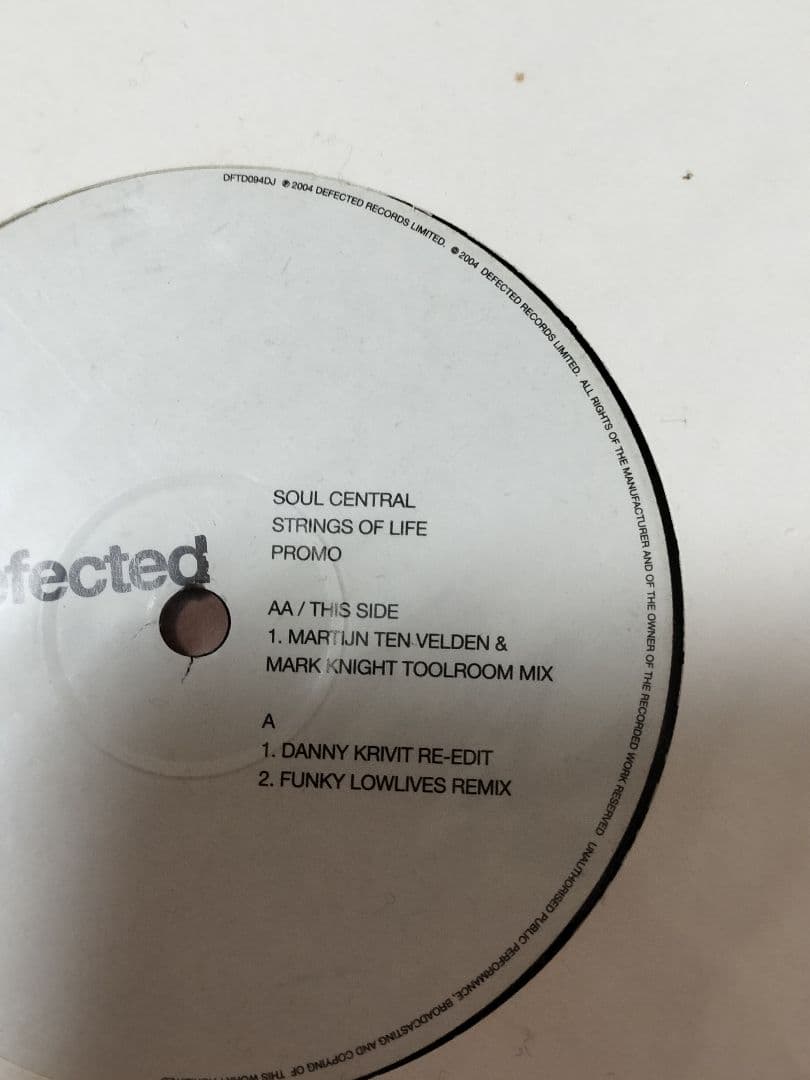 DFTD094DJ ℗ 2004 DEFECTED RECORDS LIMITED. © 2004 DEFECTED RECORDS LIMITED. ALL RIGHTS OF THE MANUFACTURER AND OF THE OWNER OF THE RECORDED WORK RESERVED UNAUTHORISED PUBLIC PERFORMANCE, BROADCASTING AND COPYING OF THIS WORK
SOUL CENTRAL
STRINGS OF LIFE
PROMO
fected
AA / THIS SIDE
1. MARTIJN TEN VELDEN &
MARK KNIGHT TOOLROOM MIX
A
1. DANNY KRIVIT RE-EDIT
2. FUNKY LOWLIVES REMIX